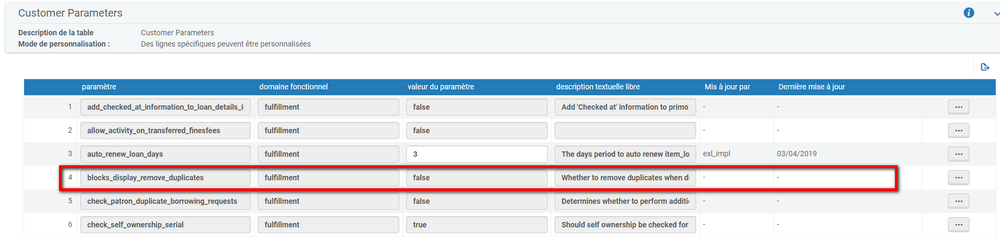 Customer Parameters
Description de la table Customer Parameters
Mode de personnalisation : Des lignes spécifiques peuvent être personnalisées
paramètre domaine fonctionnel valeur du paramètre description textuelle libre Mis à jour par Dernière mise à jour
1 add_checked_at_information_to_loan_details_i fulfillment false Add 'Checked at' information to primo - -
2 allow_activity_on_transferred_finesfees fulfillment false - -
3 auto_renew_loan_days fulfillment 3 The days period to auto renew item_lo exl_impl 03/04/2019
4 blocks_display_remove_duplicates fulfillment false Whether to remove duplicates when di - -
5 check_patron_duplicate_borrowing_requests fulfillment false Determines whether to perform additi - -
6 check_self_ownership_serial fulfillment true Should self ownership be checked for - -